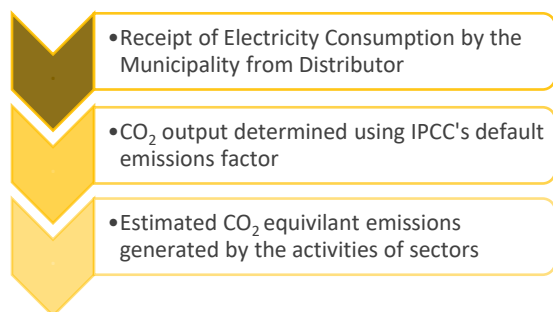 •Receipt of Electricity Consumption by the
Municipality from Distributor
•CO₂ output determined using IPCC's default
emissions factor
•Estimated CO₂ equivilant emissions
generated by the activities of sectors